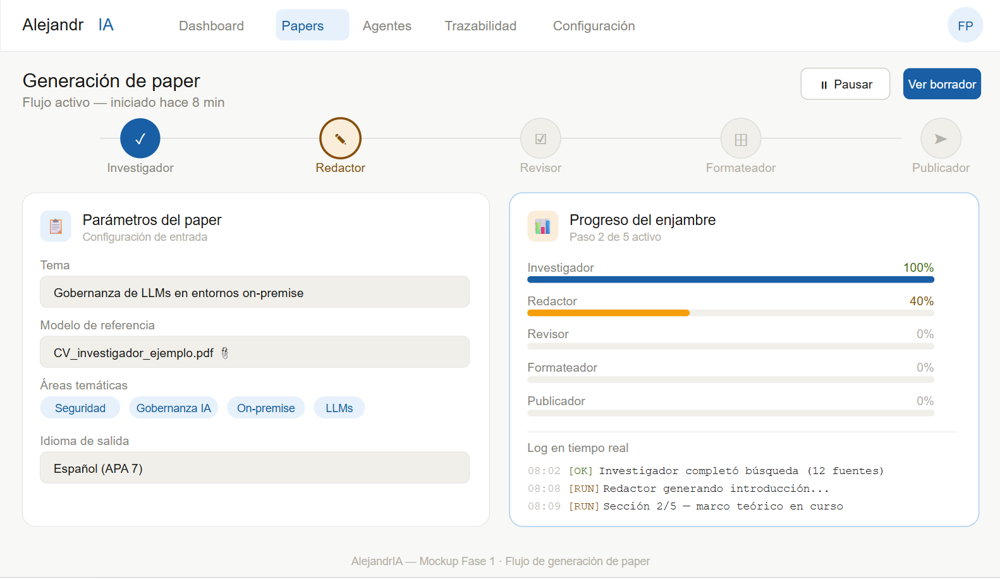 Alejandr IA Dashboard Papers Agentes Trazabilidad Configuración FP
Generación de paper
Flujo activo — iniciado hace 8 min
Pausar Ver borrador
Investigador Redactor Revisor Formateador Publicador
Parámetros del paper
Configuración de entrada
Tema
Gobernanza de LLMs en entornos on-premise
Modelo de referencia
CV_investigador_ejemplo.pdf
Áreas temáticas
Seguridad Gobernanza IA On-premise LLMs
Idioma de salida
Español (APA 7)
Progreso del enjambre
Paso 2 de 5 activo
Investigador 100%
Redactor 40%
Revisor 0%
Formateador 0%
Publicador 0%
Log en tiempo real
08:02 [OK] Investigador completó búsqueda (12 fuentes)
08:08 [RUN] Redactor generando introducción...
08:09 [RUN] Sección 2/5 — marco teórico en curso
AlejandrIA — Mockup Fase 1 · Flujo de generación de paper